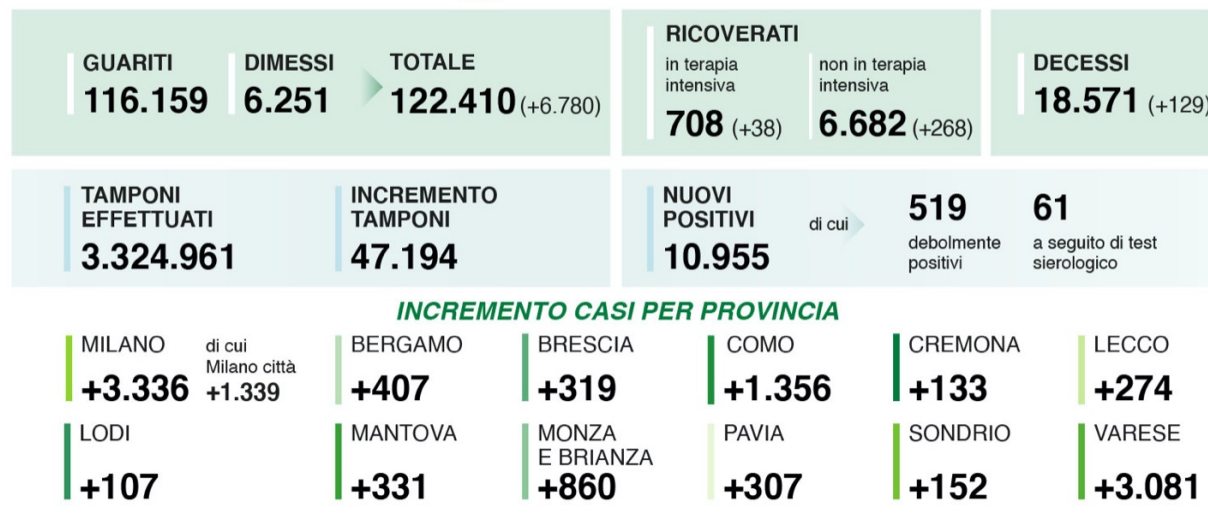 GUARITI
116.159
DIMESSI
6.251
TOTALE
122.410 (+6.780)
RICOVERATI
in terapia
intensiva
708 (+38)
non in terapia
intensiva
6.682 (+268)
DECESSI
18.571 (+129)
TAMPONI
EFFETTUATI
3.324.961
INCREMENTO
TAMPONI
47.194
NUOVI
POSITIVI
10.955
di cui
519
debolmente
positivi
61
a seguito di test
sierologico
INCREMENTO CASI PER PROVINCIA
MILANO
+3.336
di cui
Milano città
+1.339
BERGAMO
+407
BRESCIA
+319
COMO
+1.356
CREMONA
+133
LECCO
+274
LODI
+107
MANTOVA
+331
MONZA
E BRIANZA
+860
PAVIA
+307
SONDRIO
+152
VARESE
+3.081